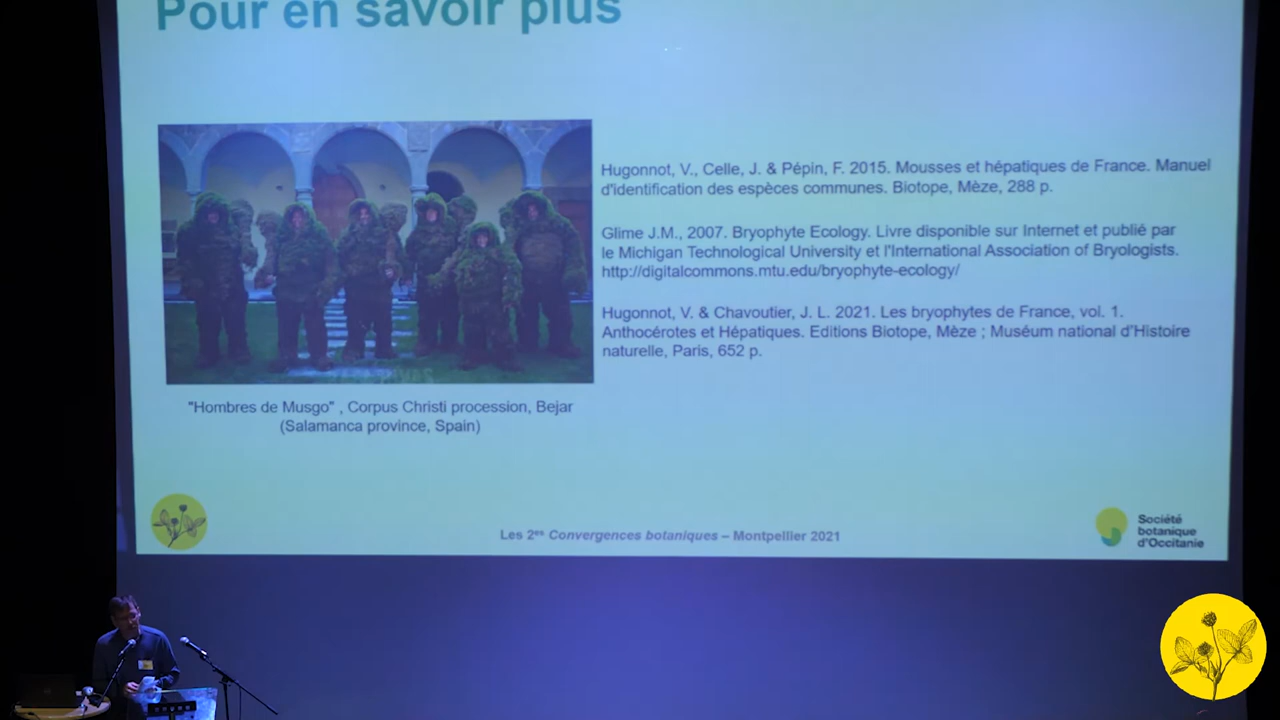 Pour en savoir plus
Hugonnot, V., Celle, J. & Pépin, F. 2015. Mousses et hépatiques de France. Manuel
d'identification des espèces communes. Biotope, Mèze, 288 p.
Glime J.M., 2007. Bryophyte Ecology. Livre disponible sur Internet et publié par
le Michigan Technological University et l'International Association of Bryologists.
http://digitalcommons.mtu.edu/bryophyte-ecology/
Hugonnot, V. & Chavoutier, J. L. 2021. Les bryophytes de France, vol. 1.
Anthocérotes et Hépatiques. Editions Biotope, Mèze ; Muséum national d'Histoire
naturelle, Paris, 652 p.
"Hombres de Musgo" , Corpus Christi procession, Bejar
(Salamanca province, Spain)
Les 2es Convergences botaniques – Montpellier 2021
Société
botanique
d'Occitanie